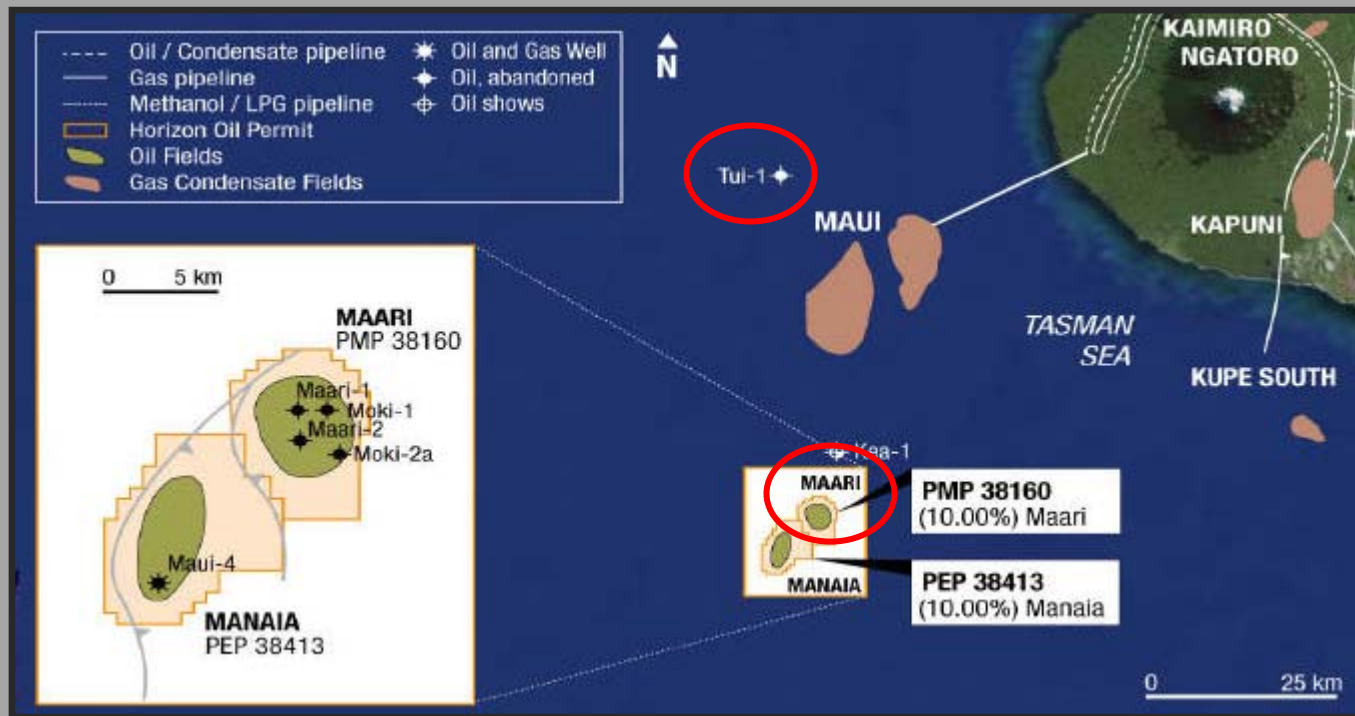 Oil / Condensate pipeline
Gas pipeline
Methanol / LPG pipeline
Horizon Oil Permit
Oil Fields
Gas Condensate Fields
Oil and Gas Well
Oil, abandoned
Oil shows
N
KAIMIRO
NGATORO
Tui-1
MAUI
KAPUNI
TASMAN
SEA
KUPE SOUTH
0 5 km
MAARI
PMP 38160
Maari-1
Moki-1
Maari-2
Moki-2a
Maui-4
MANAIA
PEP 38413
Kea-1
MAARI
MANAIA
PMP 38160
(10.00%) Maari
PEP 38413
(10.00%) Manaia
0 25 km